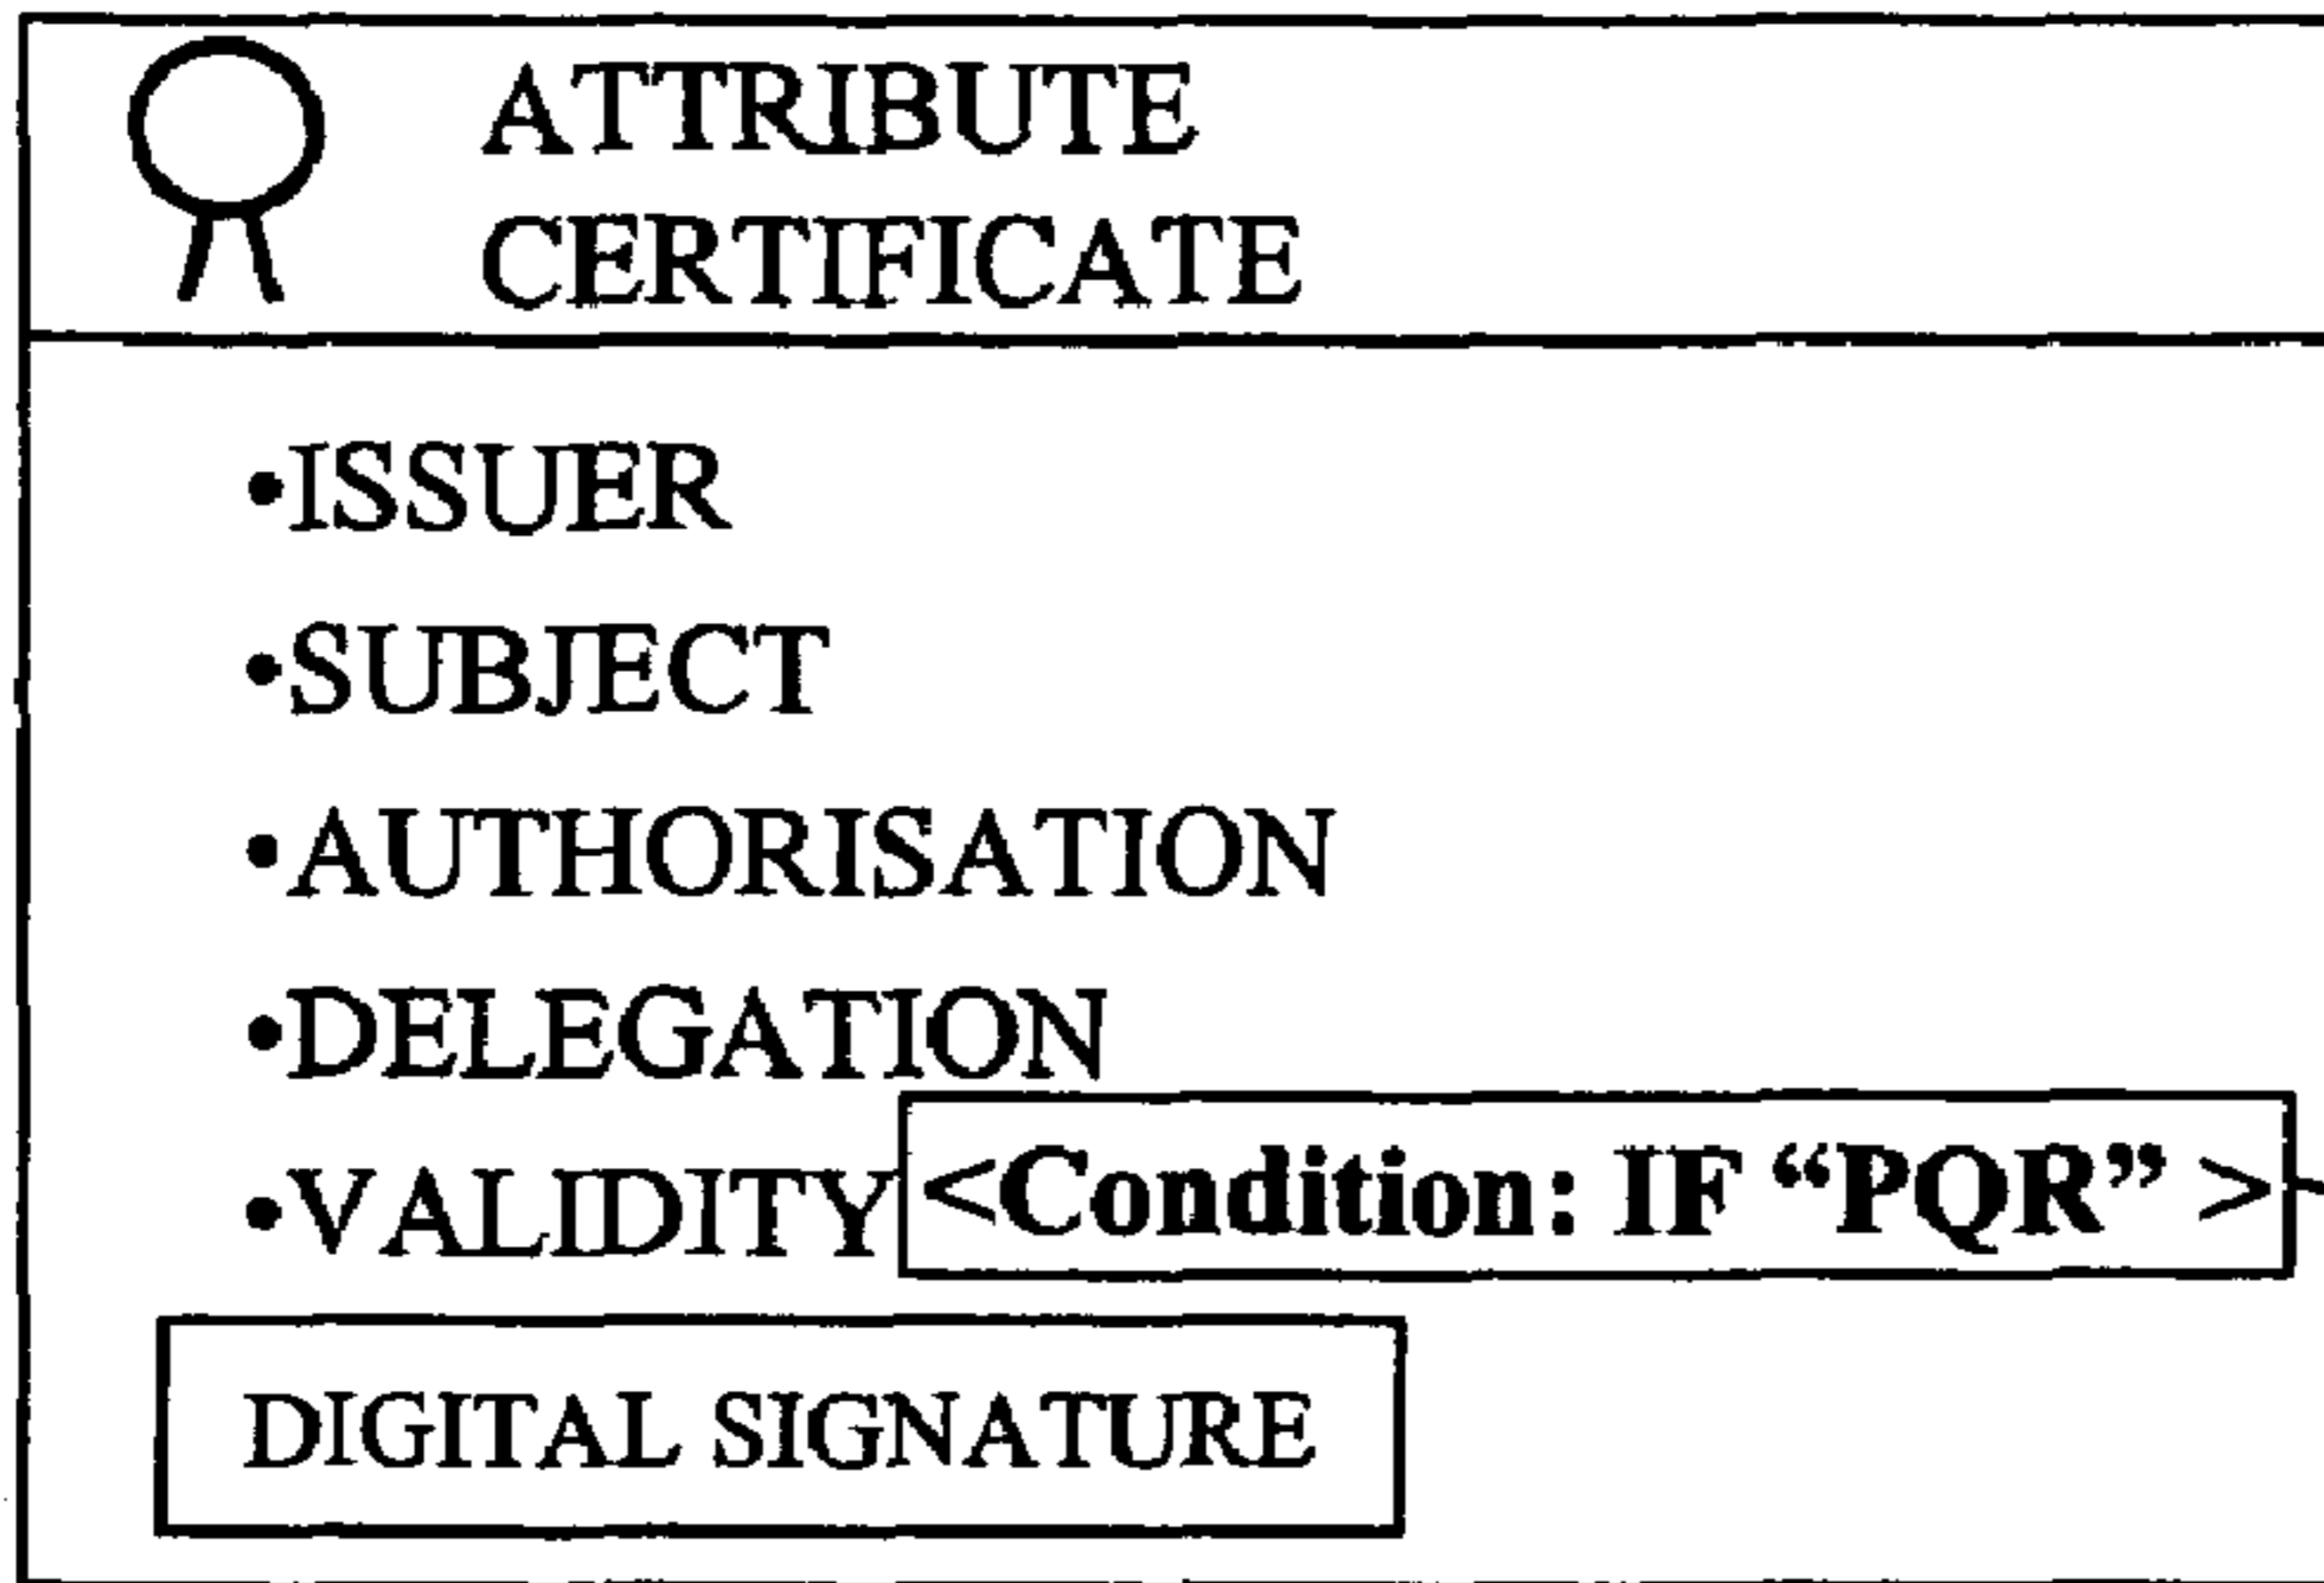 ATTRIBUTE
CERTIFICATE
•ISSUER
•SUBJECT
•AUTHORISATION
•DELEGATION
•VALIDITY <Condition: IF “PQR” >
DIGITAL SIGNATURE